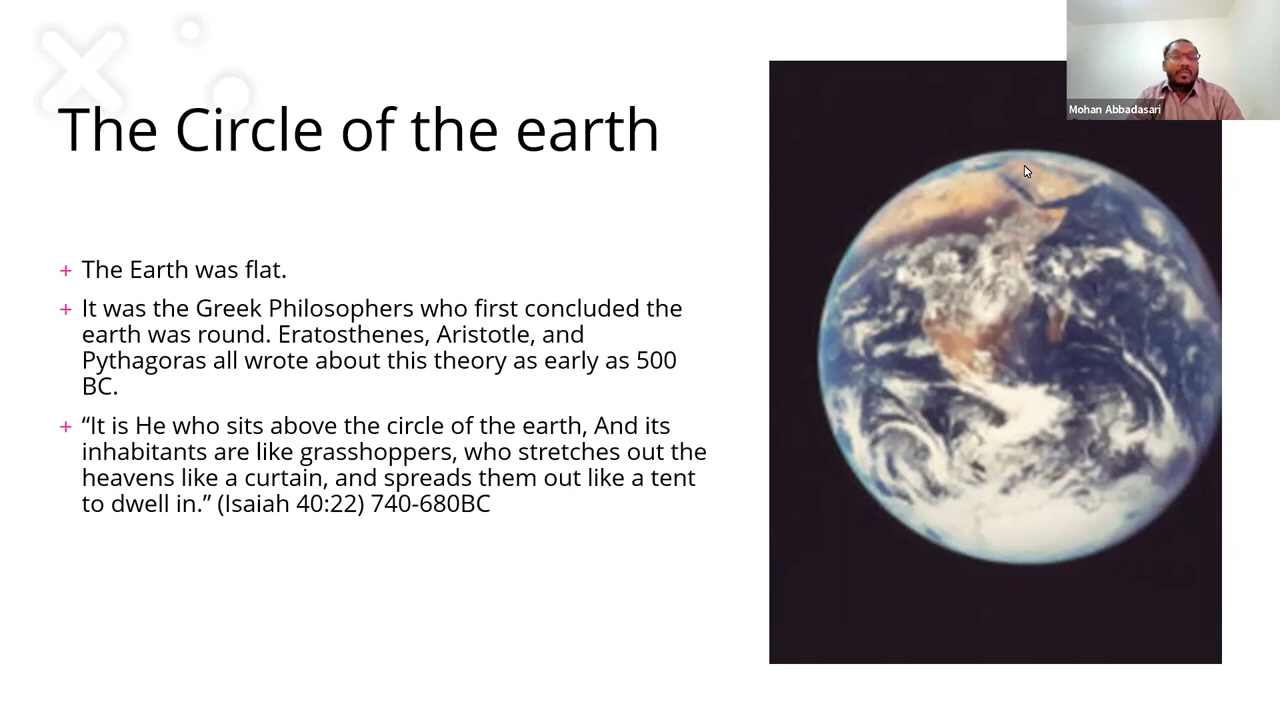 The Circle of the earth
Mohan Abbadasari
+ The Earth was flat.
+ It was the Greek Philosophers who first concluded the
earth was round. Eratosthenes, Aristotle, and
Pythagoras all wrote about this theory as early as 500
BC.
+ “It is He who sits above the circle of the earth, And its
inhabitants are like grasshoppers, who stretches out the
heavens like a curtain, and spreads them out like a tent
to dwell in.” (Isaiah 40:22) 740-680BC